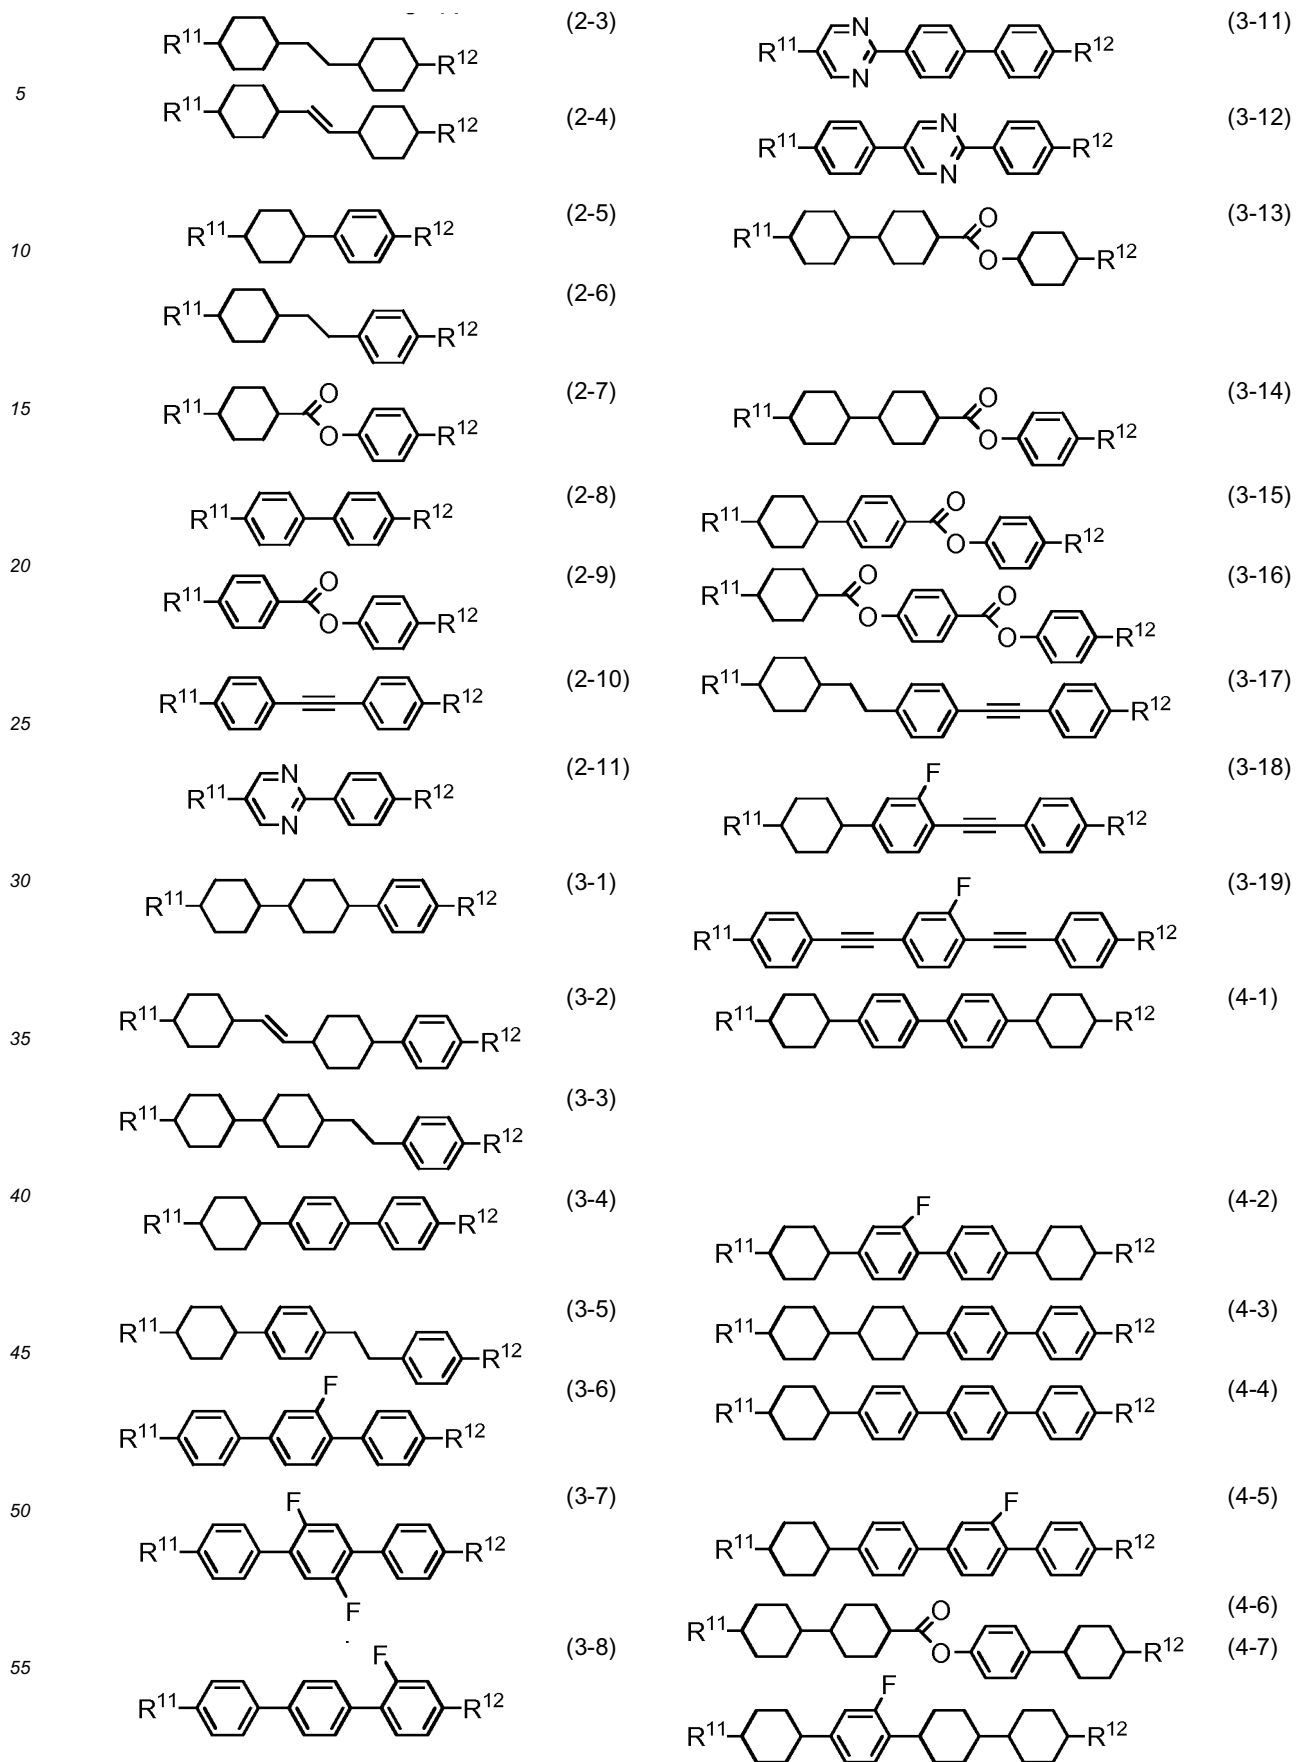 R11 R12 (2-3)
5
R11 R12 (2-4)
R11 R12 (2-5)
10
R11 R12 (2-6)
15
R11 O O R12 (2-7)
R11 R12 (2-8)
20
R11 O O R12 (2-9)
R11 R12 (2-10)
25
R11 N N R12 (2-11)
30
R11 R12 (3-1)
R11 R12 (3-2)
35
R11 R12 (3-3)
40
R11 R12 (3-4)
R11 R12 (3-5)
45
R11 F R12 (3-6)
50
R11 F F R12 (3-7)
55
R11 F R12 (3-8)
R11 N N R12 (3-11)
R11 N N R12 (3-12)
R11 O O R12 (3-13)
R11 O O R12 (3-14)
R11 O O R12 (3-15)
R11 O O O O R12 (3-16)
R11 R12 (3-17)
R11 F R12 (3-18)
R11 F R12 (3-19)
R11 R12 (4-1)
R11 F R12 (4-2)
R11 R12 (4-3)
R11 R12 (4-4)
R11 F R12 (4-5)
R11 O O R12 (4-6)
R11 F R12 (4-7)